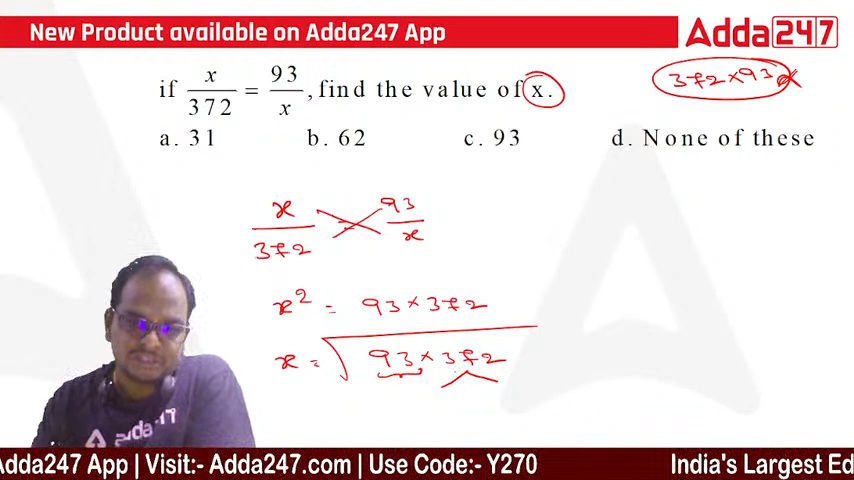 New Product available on Adda247 App
Adda247
if x/372 = 93/x, find the value of x.
372×93
a. 31 b. 62 c. 93 d. None of these
x/372 93/x
x² = 93×372
x = √93×372
adda
Adda247 App | Visit:- Adda247.com | Use Code:- Y270 India's Largest Ed